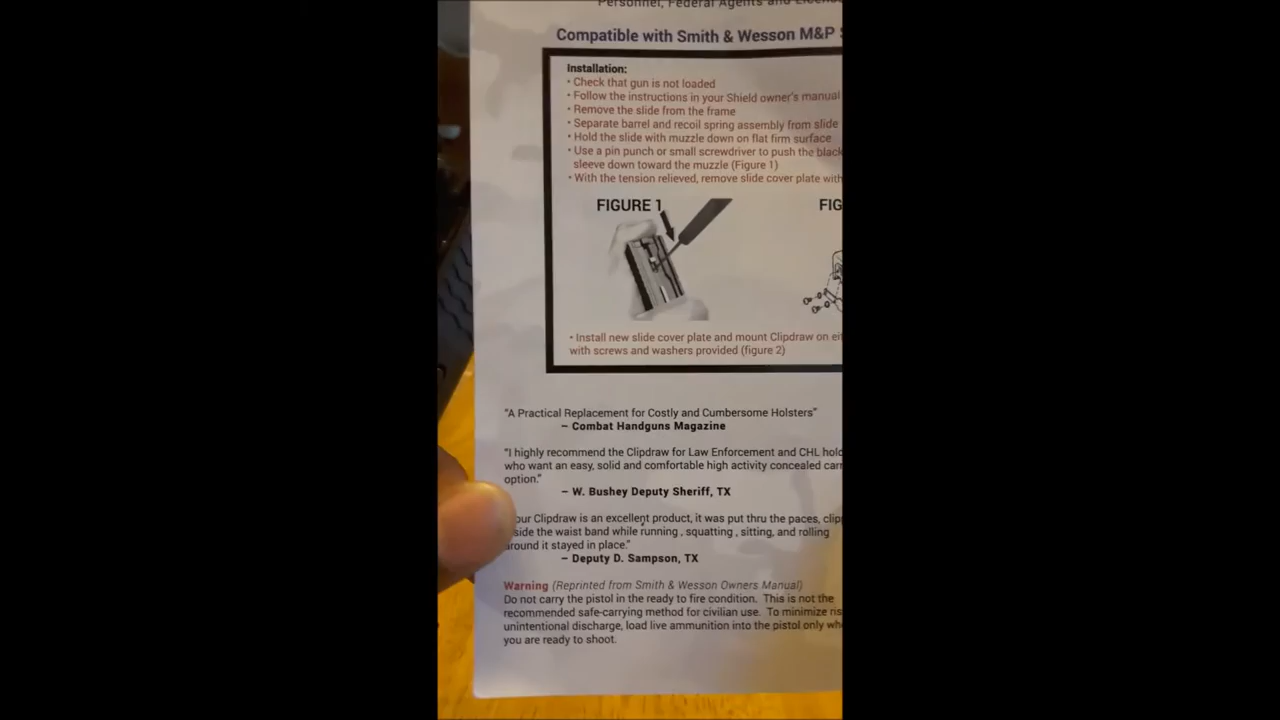 Personnel, Federal Agents and
Compatible with Smith & Wesson M&P
Installation:
• Check that gun is not loaded
• Follow the instructions in your Shield owner's manual
• Remove the slide from the frame
• Separate barrel and recoil spring assembly from slide
• Hold the slide with muzzle down on flat firm surface
• Use a pin punch or small screwdriver to push the black
sleeve down toward the muzzle (Figure 1)
• With the tension relieved, remove slide cover plate with
FIGURE 1
FIG
• Install new slide cover plate and mount Clipdraw on
with screws and washers provided (figure 2)
"A Practical Replacement for Costly and Cumbersome Holsters"
– Combat Handguns Magazine
"I highly recommend the Clipdraw for Law Enforcement and CHL
who want an easy, solid and comfortable high activity concealed
option."
– W. Bushey Deputy Sheriff, TX
Clipdraw is an excellent product, it was put thru the paces,
the waist band while running , squatting , sitting, and rolling
around it stayed in place."
– Deputy D. Sampson, TX
Warning (Reprinted from Smith & Wesson Owners Manual)
Do not carry the pistol in the ready to fire condition. This is not the
recommended safe-carrying method for civilian use. To minimize
unintentional discharge, load live ammunition into the pistol only
you are ready to shoot.